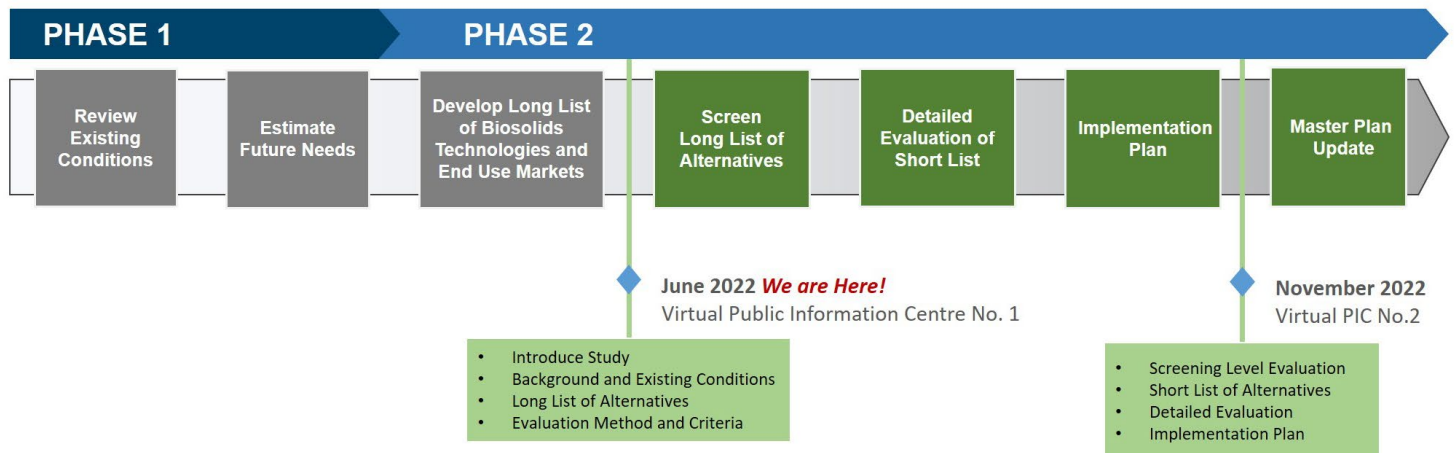 PHASE 1
PHASE 2
Review
Existing
Conditions
Estimate
Future Needs
Develop Long List
of Biosolids
Technologies and
End Use Markets
Screen
Long List of
Alternatives
Detailed
Evaluation of
Short List
Implementation
Plan
Master Plan
Update
June 2022 We are Here!
Virtual Public Information Centre No. 1
• Introduce Study
• Background and Existing Conditions
• Long List of Alternatives
• Evaluation Method and Criteria
November 2022
Virtual PIC No.2
• Screening Level Evaluation
• Short List of Alternatives
• Detailed Evaluation
• Implementation Plan